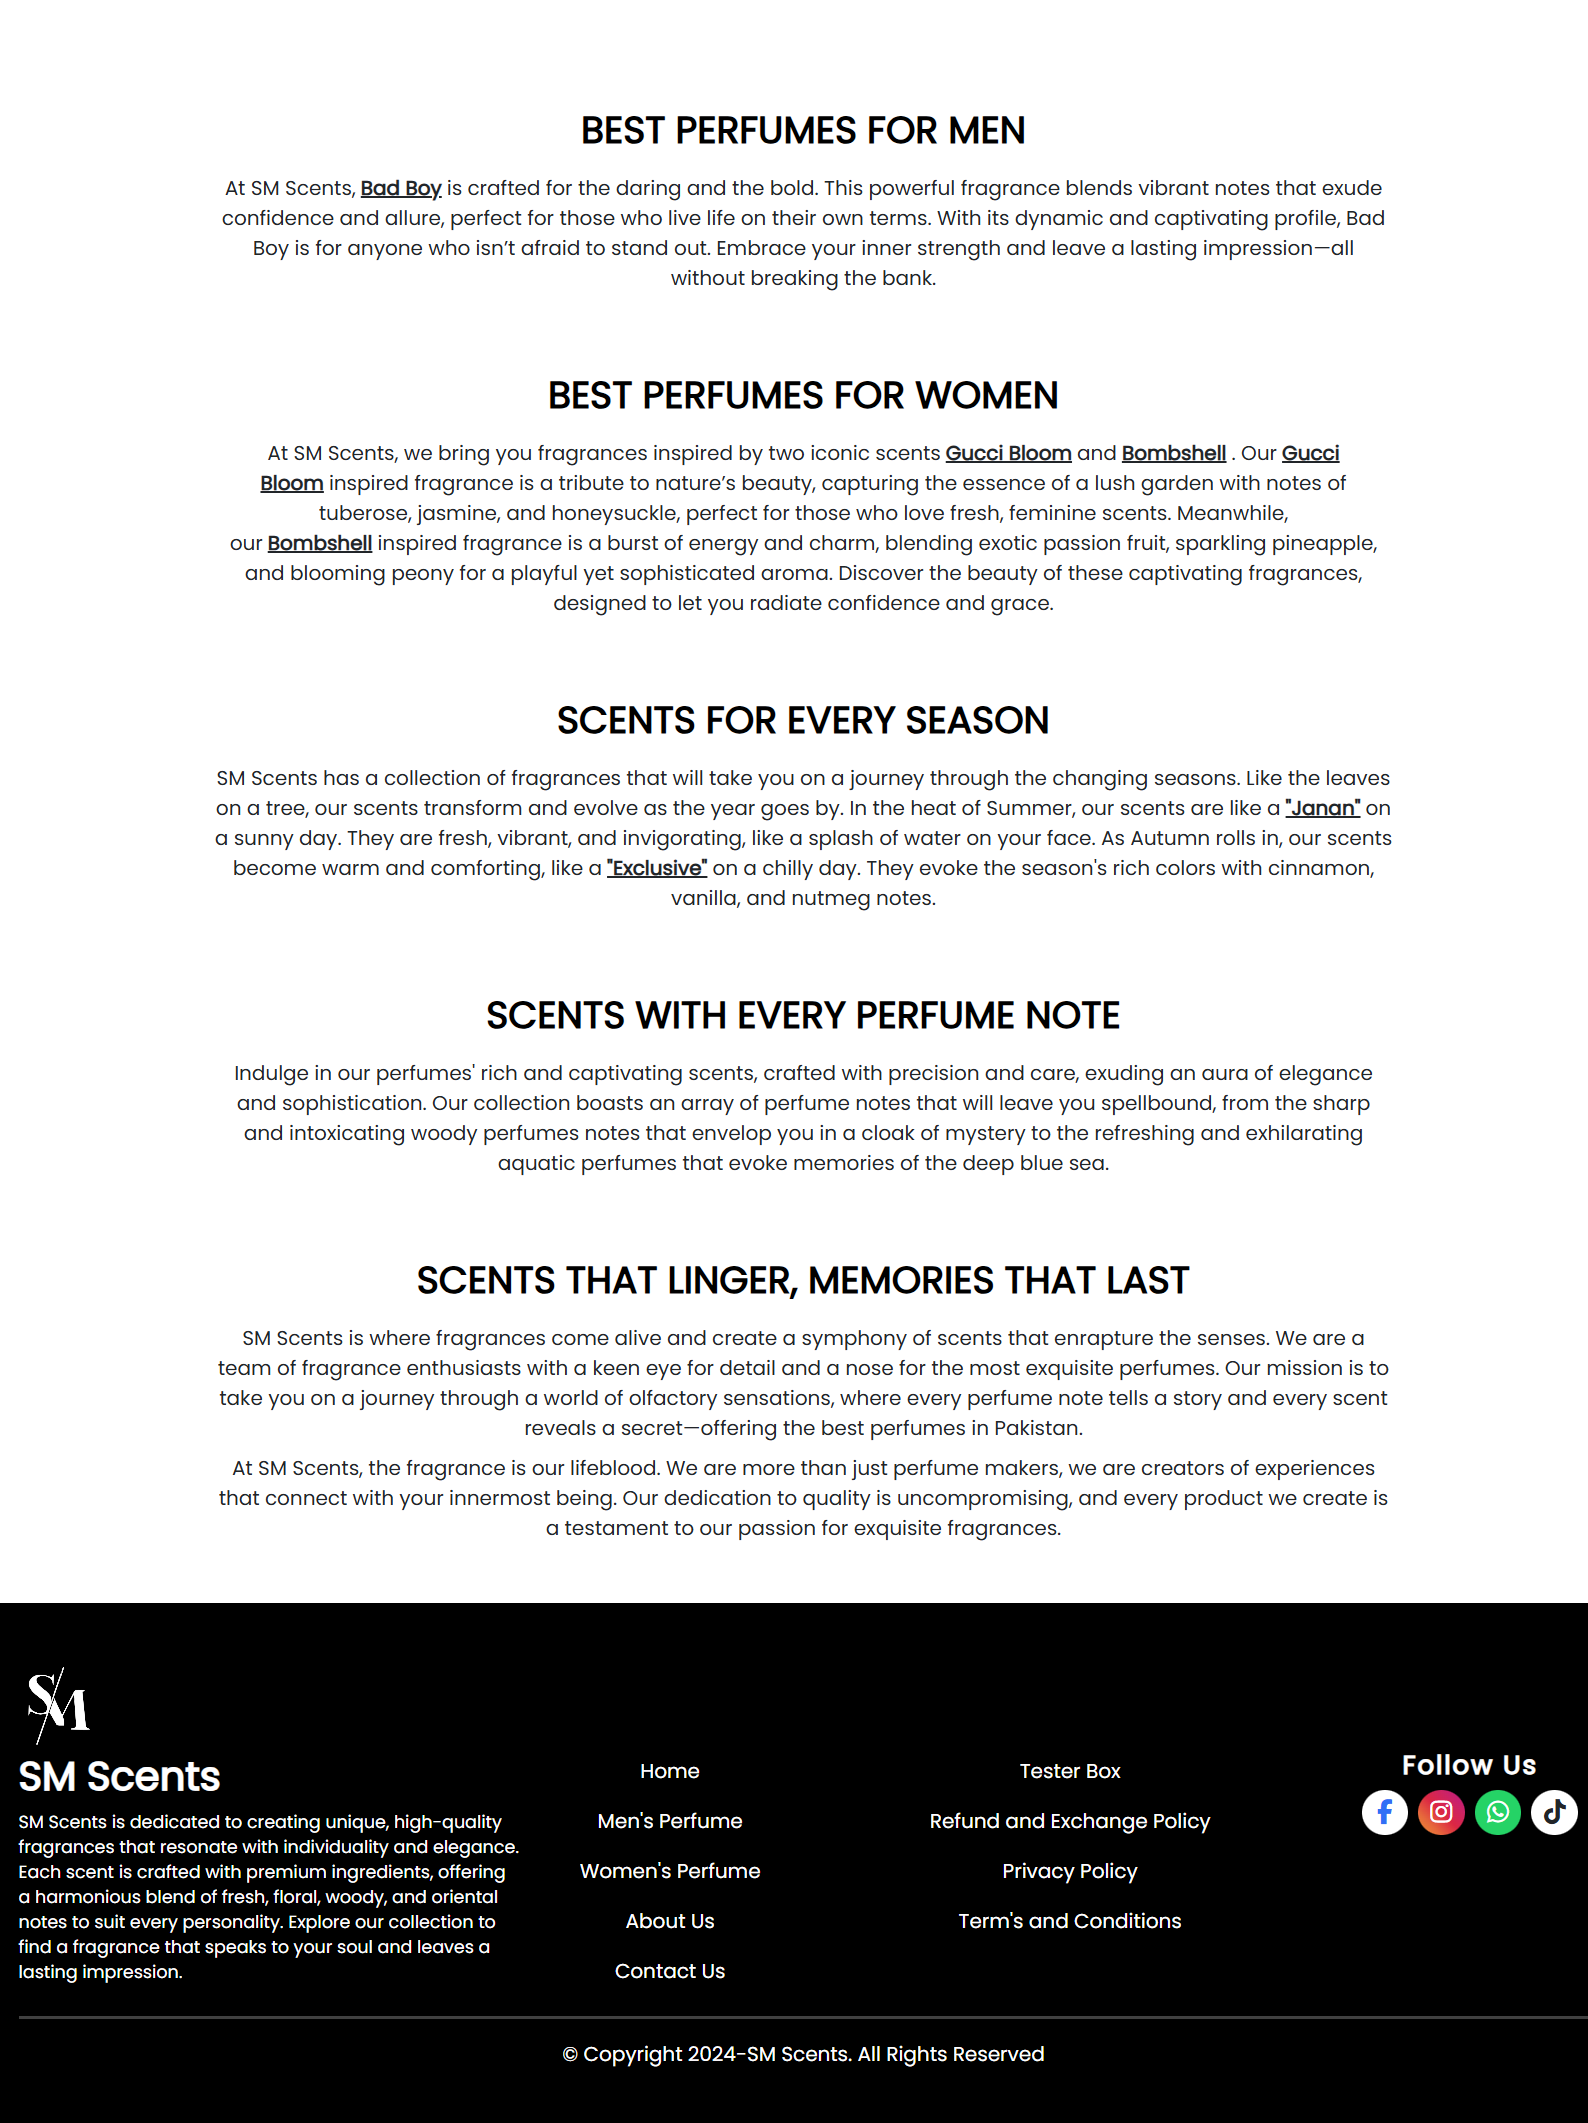 BEST PERFUMES FOR MEN
At SM Scents, Bad Boy is crafted for the daring and the bold. This powerful fragrance blends vibrant notes that exude
confidence and allure, perfect for those who live life on their own terms. With its dynamic and captivating profile, Bad
Boy is for anyone who isn’t afraid to stand out. Embrace your inner strength and leave a lasting impression—all
without breaking the bank.
BEST PERFUMES FOR WOMEN
At SM Scents, we bring you fragrances inspired by two iconic scents Gucci Bloom and Bombshell . Our Gucci
Bloom inspired fragrance is a tribute to nature’s beauty, capturing the essence of a lush garden with notes of
tuberose, jasmine, and honeysuckle, perfect for those who love fresh, feminine scents. Meanwhile,
our Bombshell inspired fragrance is a burst of energy and charm, blending exotic passion fruit, sparkling pineapple,
and blooming peony for a playful yet sophisticated aroma. Discover the beauty of these captivating fragrances,
designed to let you radiate confidence and grace.
SCENTS FOR EVERY SEASON
SM Scents has a collection of fragrances that will take you on a journey through the changing seasons. Like the leaves
on a tree, our scents transform and evolve as the year goes by. In the heat of Summer, our scents are like a "Janan" on
a sunny day. They are fresh, vibrant, and invigorating, like a splash of water on your face. As Autumn rolls in, our scents
become warm and comforting, like a "Exclusive" on a chilly day. They evoke the season's rich colors with cinnamon,
vanilla, and nutmeg notes.
SCENTS WITH EVERY PERFUME NOTE
Indulge in our perfumes' rich and captivating scents, crafted with precision and care, exuding an aura of elegance
and sophistication. Our collection boasts an array of perfume notes that will leave you spellbound, from the sharp
and intoxicating woody perfumes notes that envelop you in a cloak of mystery to the refreshing and exhilarating
aquatic perfumes that evoke memories of the deep blue sea.
SCENTS THAT LINGER, MEMORIES THAT LAST
SM Scents is where fragrances come alive and create a symphony of scents that enrapture the senses. We are a
team of fragrance enthusiasts with a keen eye for detail and a nose for the most exquisite perfumes. Our mission is to
take you on a journey through a world of olfactory sensations, where every perfume note tells a story and every scent
reveals a secret—offering the best perfumes in Pakistan.
At SM Scents, the fragrance is our lifeblood. We are more than just perfume makers, we are creators of experiences
that connect with your innermost being. Our dedication to quality is uncompromising, and every product we create is
a testament to our passion for exquisite fragrances.
SM
SM Scents
SM Scents is dedicated to creating unique, high-quality
fragrances that resonate with individuality and elegance.
Each scent is crafted with premium ingredients, offering
a harmonious blend of fresh, floral, woody, and oriental
notes to suit every personality. Explore our collection to
find a fragrance that speaks to your soul and leaves a
lasting impression.
Home
Men's Perfume
Women's Perfume
About Us
Contact Us
Tester Box
Refund and Exchange Policy
Privacy Policy
Term's and Conditions
Follow Us
© Copyright 2024-SM Scents. All Rights Reserved